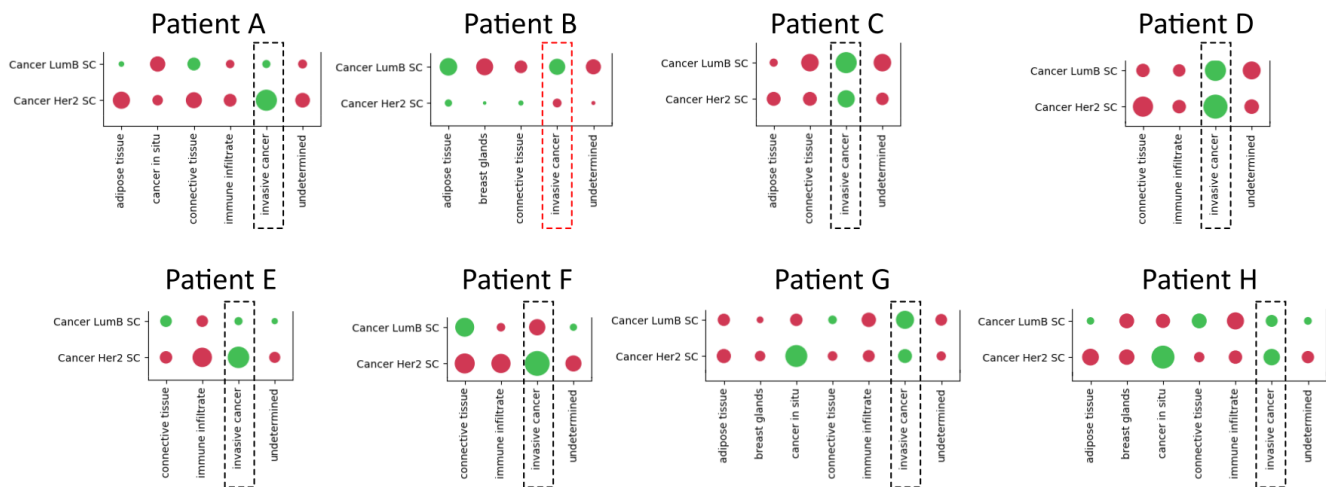 Patient A
Cancer LumB SC
Cancer Her2 SC
adipose tissue
cancer in situ
connective tissue
immune infiltrate
invasive cancer
undetermined
Patient B
Cancer LumB SC
Cancer Her2 SC
adipose tissue
breast glands
connective tissue
invasive cancer
undetermined
Patient C
Cancer LumB SC
Cancer Her2 SC
adipose tissue
connective tissue
invasive cancer
undetermined
Patient D
Cancer LumB SC
Cancer Her2 SC
connective tissue
immune infiltrate
invasive cancer
undetermined
Patient E
Cancer LumB SC
Cancer Her2 SC
connective tissue
immune infiltrate
invasive cancer
undetermined
Patient F
Cancer LumB SC
Cancer Her2 SC
connective tissue
immune infiltrate
invasive cancer
undetermined
Patient G
Cancer LumB SC
Cancer Her2 SC
adipose tissue
breast glands
cancer in situ
connective tissue
immune infiltrate
invasive cancer
undetermined
Patient H
Cancer LumB SC
Cancer Her2 SC
adipose tissue
breast glands
cancer in situ
connective tissue
immune infiltrate
invasive cancer
undetermined